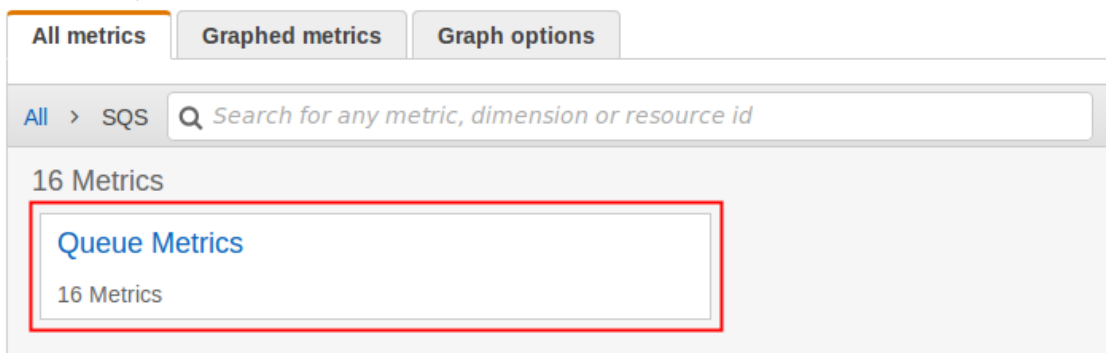 All metrics Graphed metrics Graph options
All > SQS Search for any metric, dimension or resource id
16 Metrics
Queue Metrics
16 Metrics